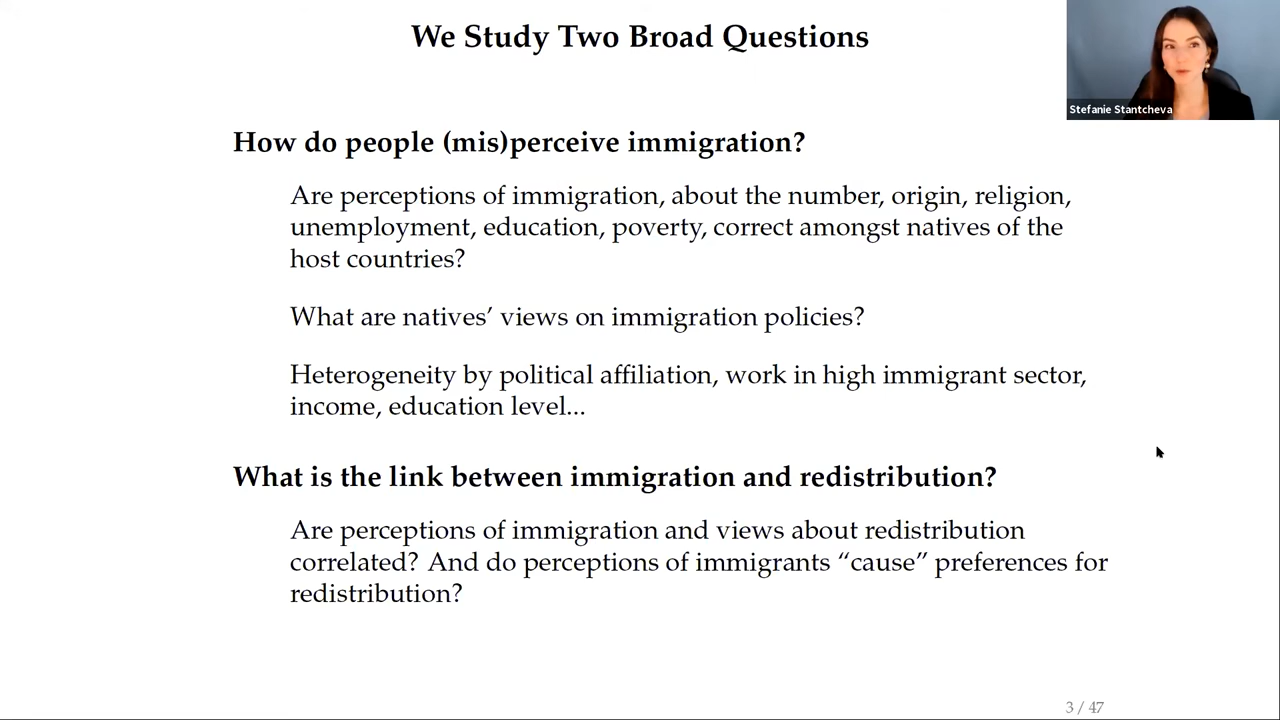 We Study Two Broad Questions
Stefanie Stantcheva
How do people (mis)perceive immigration?
Are perceptions of immigration, about the number, origin, religion,
unemployment, education, poverty, correct amongst natives of the
host countries?
What are natives’ views on immigration policies?
Heterogeneity by political affiliation, work in high immigrant sector,
income, education level...
What is the link between immigration and redistribution?
Are perceptions of immigration and views about redistribution
correlated? And do perceptions of immigrants “cause” preferences for
redistribution?
3 / 47